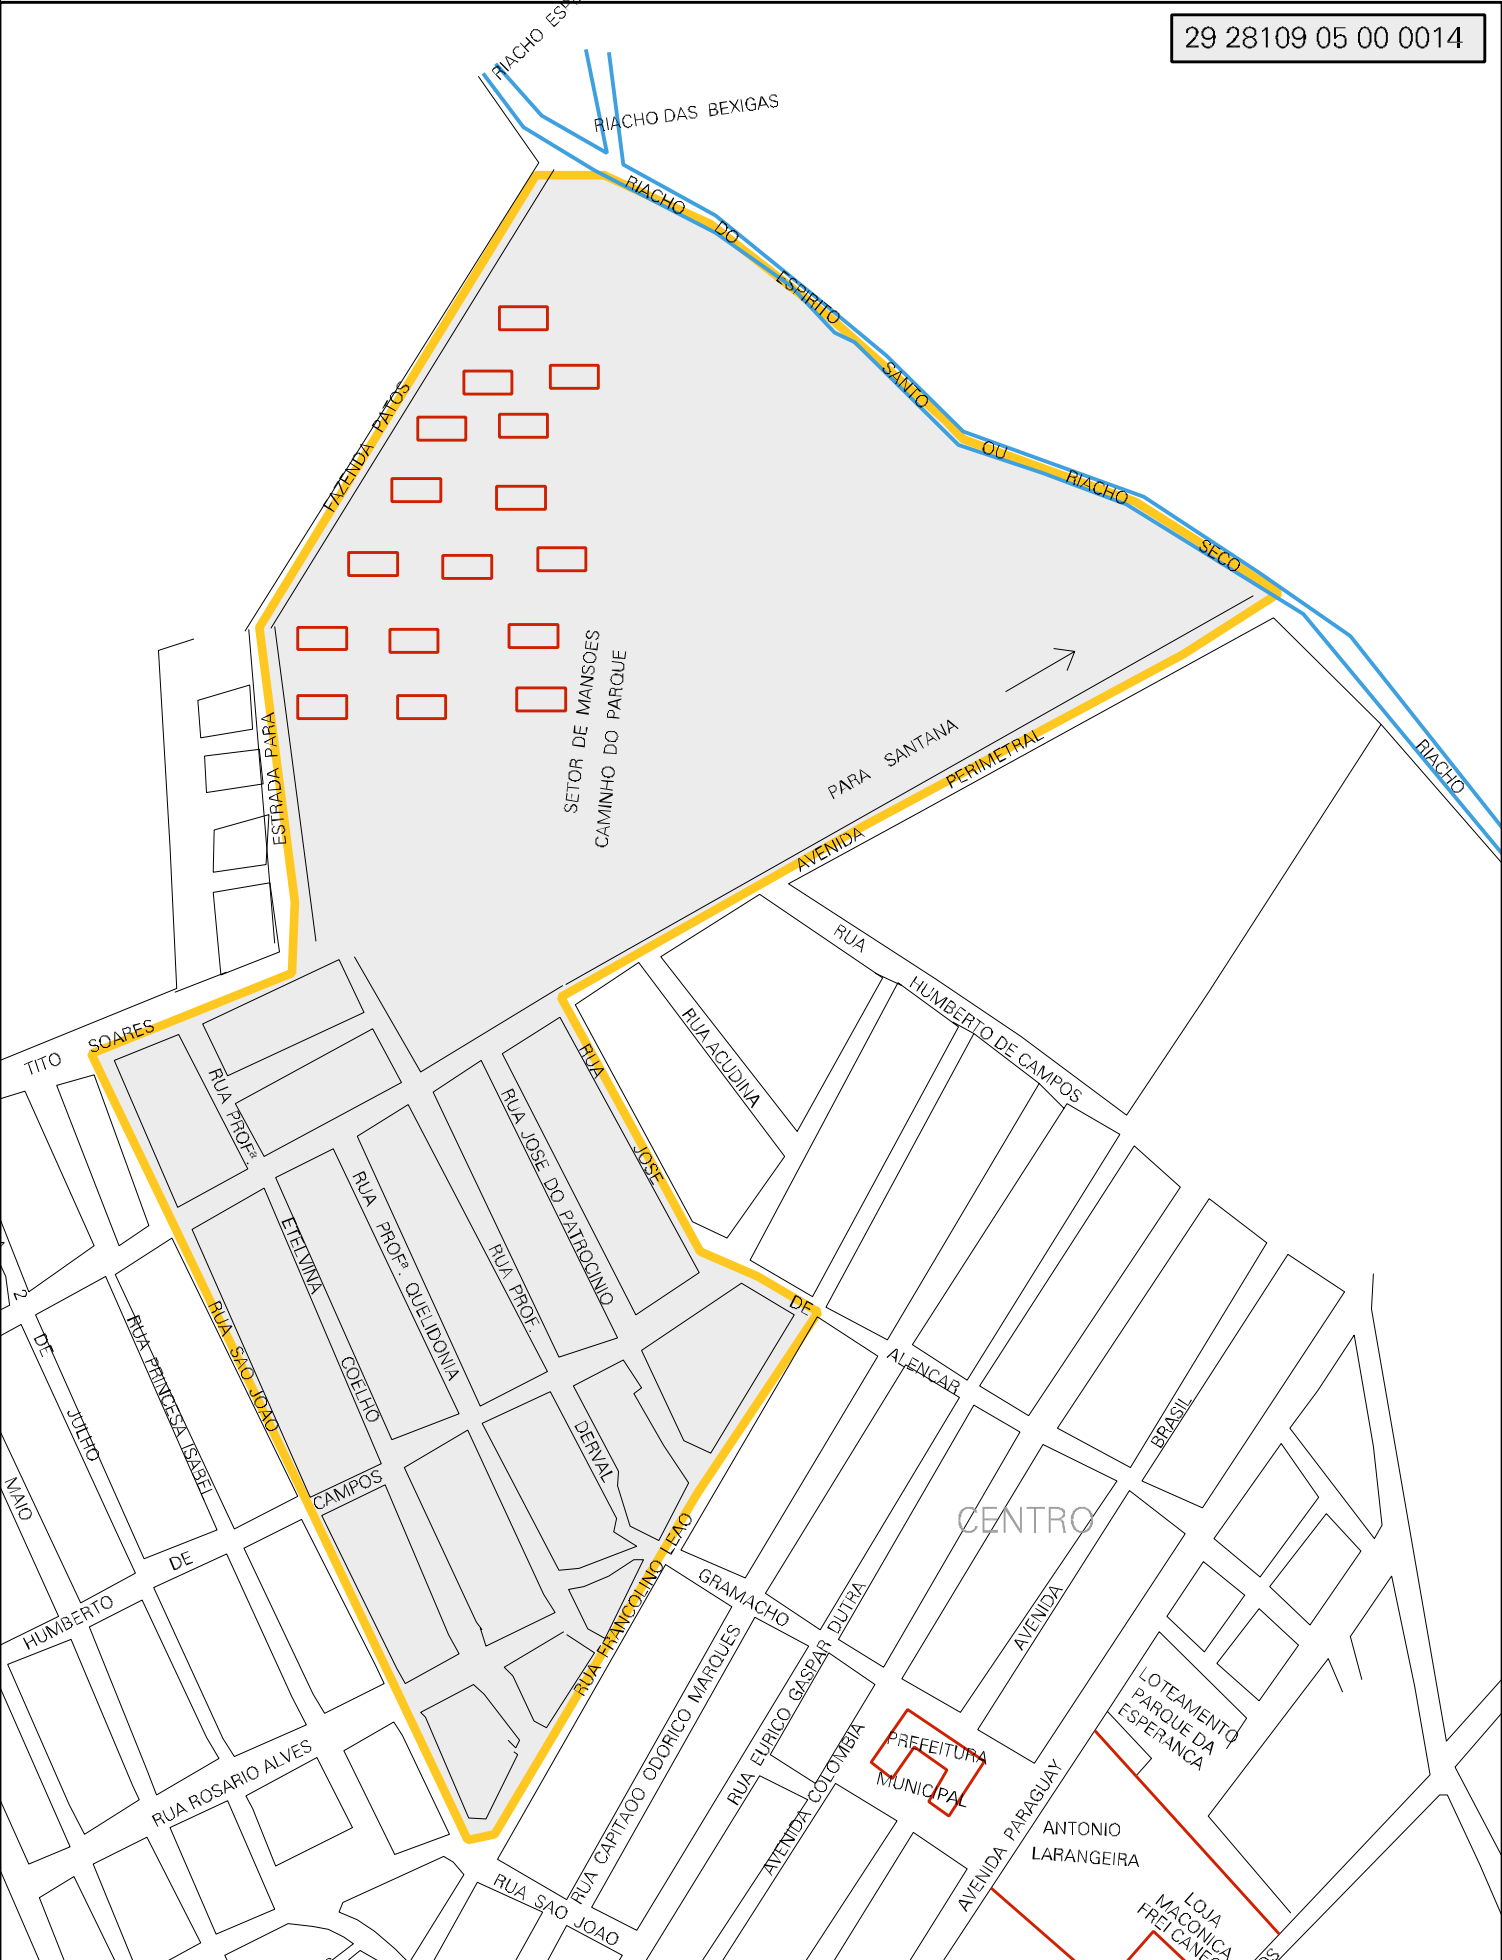 29 28109 05 00 0014
RIACHO
RIACHO DAS BEXIGAS
RIACHO DO ESPIRITO SANTO OU RIACHO SECO
RIACHO
FAZENDA PATOS
ESTRADA PARA
SETOR DE MANSOES
CAMINHO DO PARQUE
PARA SANTANA
AVENIDA PERIMETRAL
RUA HUMBERTO DE CAMPOS
RUA ACUDINA
TITO SOARES
RUA PROFª. ETELVINA COELHO
RUA PROFª. QUELIDONIA
RUA PROF. DERVAL
RUA JOSE DO PATROCINIO
RUA JOSE DE ALENCAR
RUA SAO JOAO
RUA PRINCESA ISABEL
2 DE JULHO
MAIO
HUMBERTO DE CAMPOS
RUA ROSARIO ALVES
RUA FRANCOLINO LEAO
GRAMACHO
CENTRO
AVENIDA BRASIL
RUA CAPITAOO ODORICO MARQUES
RUA EURICO GASPAR DUTRA
AVENIDA COLOMBIA
PREFEITURA
MUNICIPAL
AVENIDA PARAGUAY
LOTEAMENTO
PARQUE DA
ESPERANCA
ANTONIO
LARANGEIRA
LOJA
MACONICA
FREI CANECA
RUA SAO JOAO